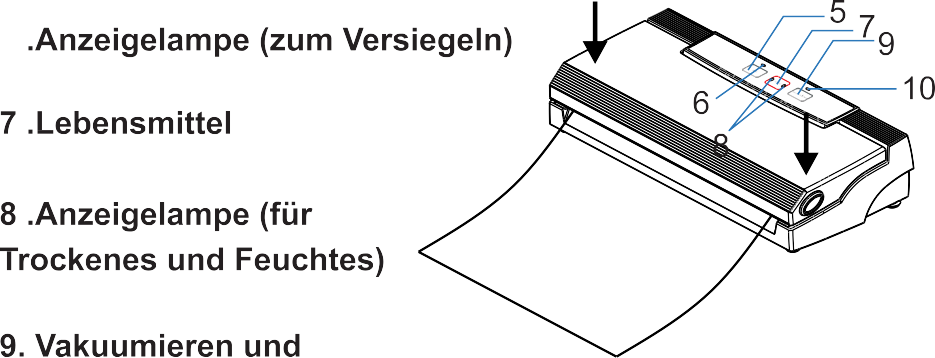 .Anzeigelampe (zum Versiegeln)
7 .Lebensmittel
8 .Anzeigelampe (für
Trockenes und Feuchtes)
9. Vakuumieren und
5
7
9
10
6
8